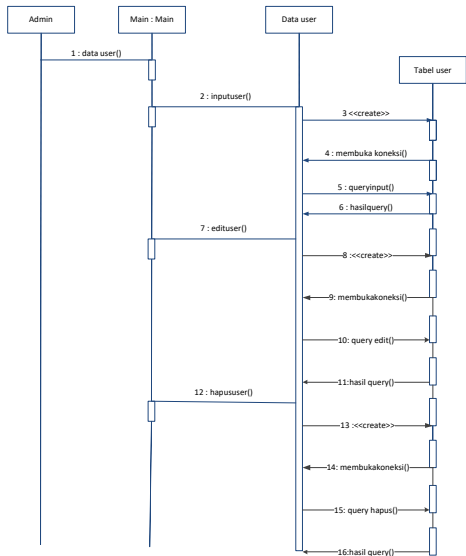 Admin
Main : Main
Data user
Tabel user
1 : data user()
2 : inputuser()
3 <<create>>
4 : membuka koneksi()
5 : queryinput()
6 : hasilquery()
7 : edituser()
8 :<<create>>
9: membukakoneksi()
10: query edit()
11:hasil query()
12 : hapususer()
13 :<<create>>
14: membukakoneksi()
15: query hapus()
16:hasil query()